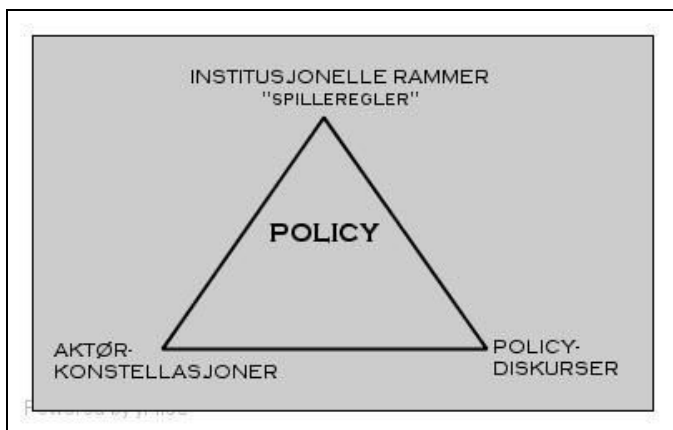 INSTITUSJONELLE RAMMER
"SPILLEREGLER"
POLICY
AKTØR-
KONSTELLASJONER
POLICY-
DISKURSER